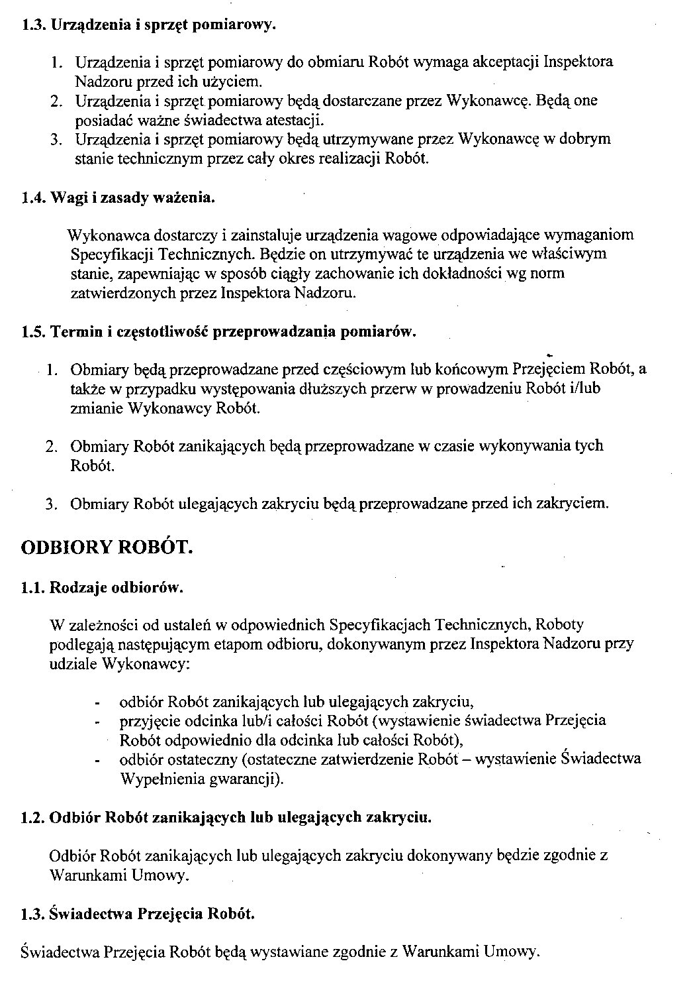 1.3. Urządzenia i sprzęt pomiarowy.
1. Urządzenia i sprzęt pomiarowy do obmiaru Robót wymaga akceptacji Inspektora
Nadzoru przed ich użyciem.
2. Urządzenia i sprzęt pomiarowy będą dostarczane przez Wykonawcę. Będą one
posiadać ważne świadectwa atestacji.
3. Urządzenia i sprzęt pomiarowy będą utrzymywane przez Wykonawcę w dobrym
stanie technicznym przez cały okres realizacji Robót.
1.4. Wagi i zasady ważenia.
Wykonawca dostarczy i zainstaluje urządzenia wagowe odpowiadające wymaganiom
Specyfikacji Technicznych. Będzie on utrzymywać te urządzenia we właściwym
stanie, zapewniając w sposób ciągły zachowanie ich dokładności wg norm
zatwierdzonych przez Inspektora Nadzoru.
1.5. Termin i częstotliwość przeprowadzania pomiarów.
1. Obmiary będą przeprowadzane przed częściowym lub końcowym Przejęciem Robót, a
także w przypadku występowania dłuższych przerw w prowadzeniu Robót i/lub
zmianie Wykonawcy Robót.
2. Obmiary Robót zanikających będą przeprowadzane w czasie wykonywania tych
Robót.
3. Obmiary Robót ulegających zakryciu będą przeprowadzane przed ich zakryciem.
ODBIORY ROBÓT.
1.1. Rodzaje odbiorów.
W zależności od ustaleń w odpowiednich Specyfikacjach Technicznych, Roboty
podlegają następującym etapom odbioru, dokonywanym przez Inspektora Nadzoru przy
udziale Wykonawcy:
- odbiór Robót zanikających lub ulegających zakryciu,
- przyjęcie odcinka lub/i całości Robót (wystawienie świadectwa Przejęcia
Robót odpowiednio dla odcinka lub całości Robót),
- odbiór ostateczny (ostateczne zatwierdzenie Robót – wystawienie Świadectwa
Wypełnienia gwarancji).
1.2. Odbiór Robót zanikających lub ulegających zakryciu.
Odbiór Robót zanikających lub ulegających zakryciu dokonywany będzie zgodnie z
Warunkami Umowy.
1.3. Świadectwa Przejęcia Robót.
Świadectwa Przejęcia Robót będą wystawiane zgodnie z Warunkami Umowy.